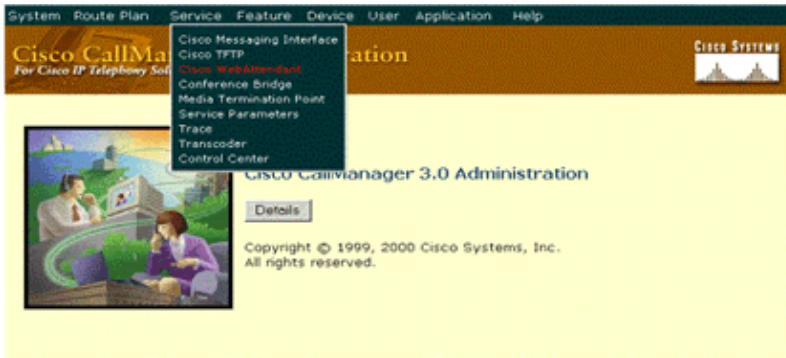 System Route Plan Service Feature Device User Application Help
Cisco CallMa ation
For Cisco IP Telephony Sol
CISCO SYSTEMS
Cisco Messaging Interface
Cisco TFTP
Cisco WebAttendant
Conference Bridge
Media Termination Point
Service Parameters
Trace
Transcoder
Control Center
Cisco CallManager 3.0 Administration
Details
Copyright © 1999, 2000 Cisco Systems, Inc.
All rights reserved.